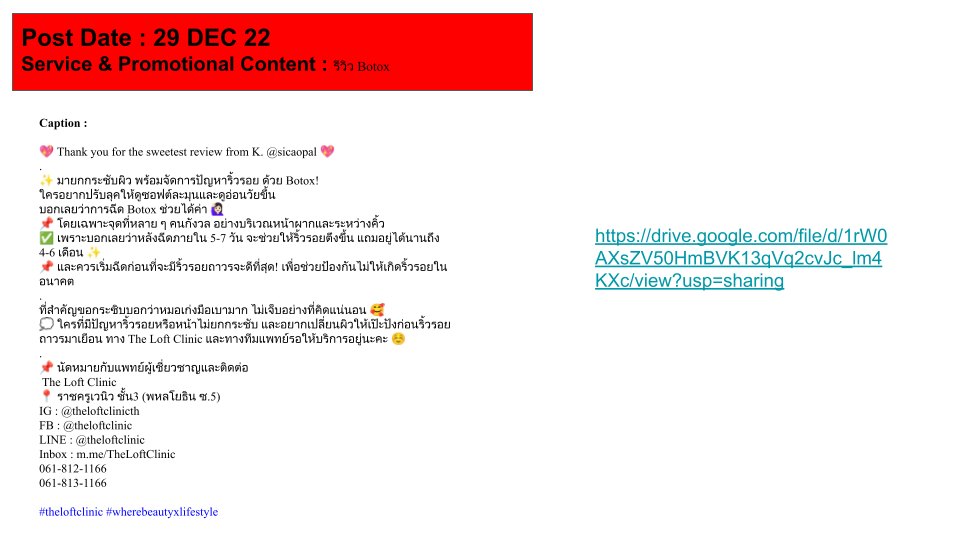 Post Date : 29 DEC 22
Service & Promotional Content : รีวิว Botox
Caption :
💖 Thank you for the sweetest review from K. @sicaopal 💖
.
✨ มายกกระชับผิว พร้อมจัดการปัญหาริ้วรอย ด้วย Botox!
ใครอยากปรับลุคให้ดูซอฟต์ละมุนและดูอ่อนวัยขึ้น
บอกเลยว่าการฉีด Botox ช่วยได้ค่า 🙋🏻‍♀️
📌 โดยเฉพาะจุดที่หลาย ๆ คนกังวล อย่างบริเวณหน้าผากและระหว่างคิ้ว
✅ เพราะบอกเลยว่าหลังฉีดภายใน 5-7 วัน จะช่วยให้ริ้วรอยตึงขึ้น แถมอยู่ได้นานถึง
4-6 เดือน ✨
📌 และควรเริ่มฉีดก่อนที่จะมีริ้วรอยถาวรจะดีที่สุด! เพื่อช่วยป้องกันไม่ให้เกิดริ้วรอยใน
อนาคต
.
ที่สำคัญขอกระซิบบอกว่าหมอเก่งมือเบามาก ไม่เจ็บอย่างที่คิดแน่นอน 🥰
💭 ใครที่มีปัญหาริ้วรอยหรือหน้าไม่ยกกระชับ และอยากเปลี่ยนผิวให้เป๊ะปังก่อนริ้วรอย
ถาวรมาเยือน ทาง The Loft Clinic และทางทีมแพทย์รอให้บริการอยู่นะคะ ☺️
.
📌 นัดหมายกับแพทย์ผู้เชี่ยวชาญและติดต่อ
The Loft Clinic
📍 ราชครูเวนิว ชั้น3 (พหลโยธิน ซ.5)
IG : @theloftclinicth
FB : @theloftclinic
LINE : @theloftclinic
Inbox : m.me/TheLoftClinic
061-812-1166
061-813-1166
#theloftclinic #wherebeautyxlifestyle
https://drive.google.com/file/d/1rW0
AXsZV50HmBVK13qVq2cvJc_lm4
KXc/view?usp=sharing